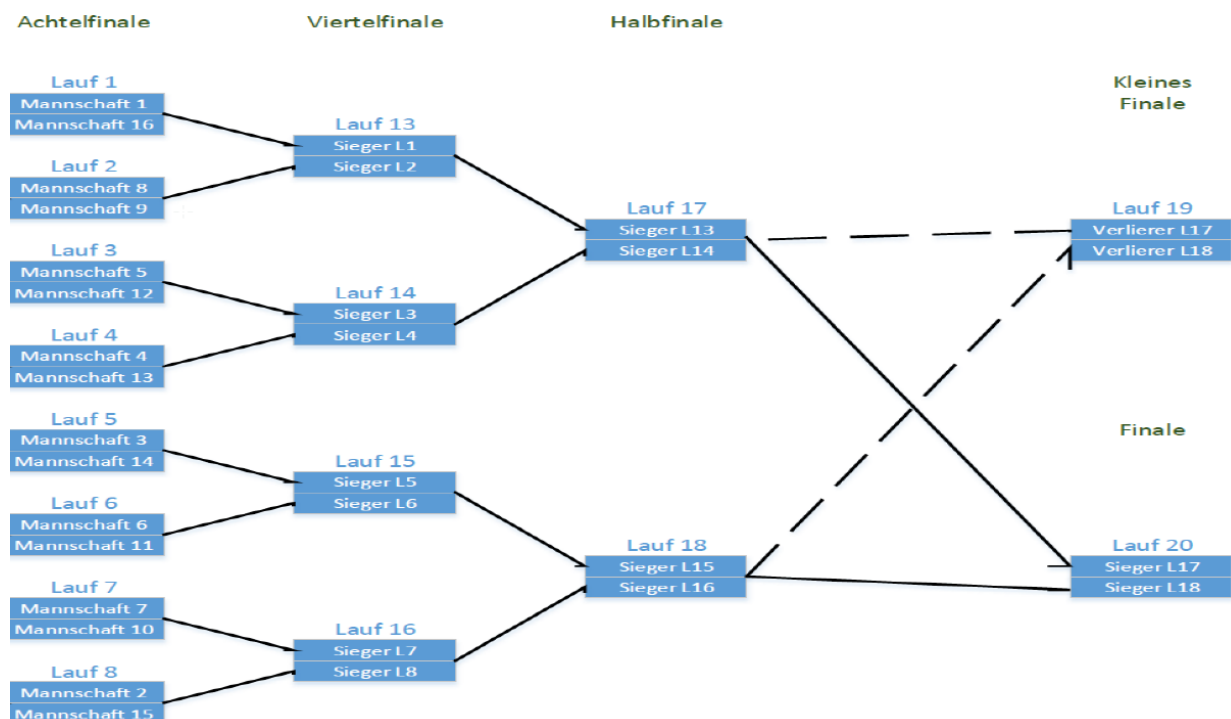 Achtelfinale
Viertelfinale
Halbfinale
Lauf 1
Mannschaft 1
Mannschaft 16
Lauf 2
Mannschaft 8
Mannschaft 9
Lauf 3
Mannschaft 5
Mannschaft 12
Lauf 4
Mannschaft 4
Mannschaft 13
Lauf 5
Mannschaft 3
Mannschaft 14
Lauf 6
Mannschaft 6
Mannschaft 11
Lauf 7
Mannschaft 7
Mannschaft 10
Lauf 8
Mannschaft 2
Mannschaft 15
Lauf 13
Sieger L1
Sieger L2
Lauf 14
Sieger L3
Sieger L4
Lauf 15
Sieger L5
Sieger L6
Lauf 16
Sieger L7
Sieger L8
Lauf 17
Sieger L13
Sieger L14
Lauf 18
Sieger L15
Sieger L16
Kleines
Finale
Lauf 19
Verlierer L17
Verlierer L18
Finale
Lauf 20
Sieger L17
Sieger L18